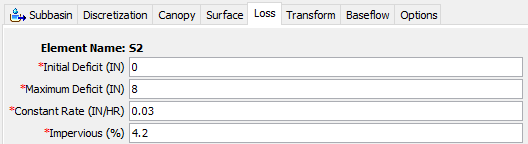 Subbasin Discretization Canopy Surface Loss Transform Baseflow Options
Element Name: S2
*Initial Deficit (IN) 0
*Maximum Deficit (IN) 8
*Constant Rate (IN/HR) 0.03
*Impervious (%) 4.2